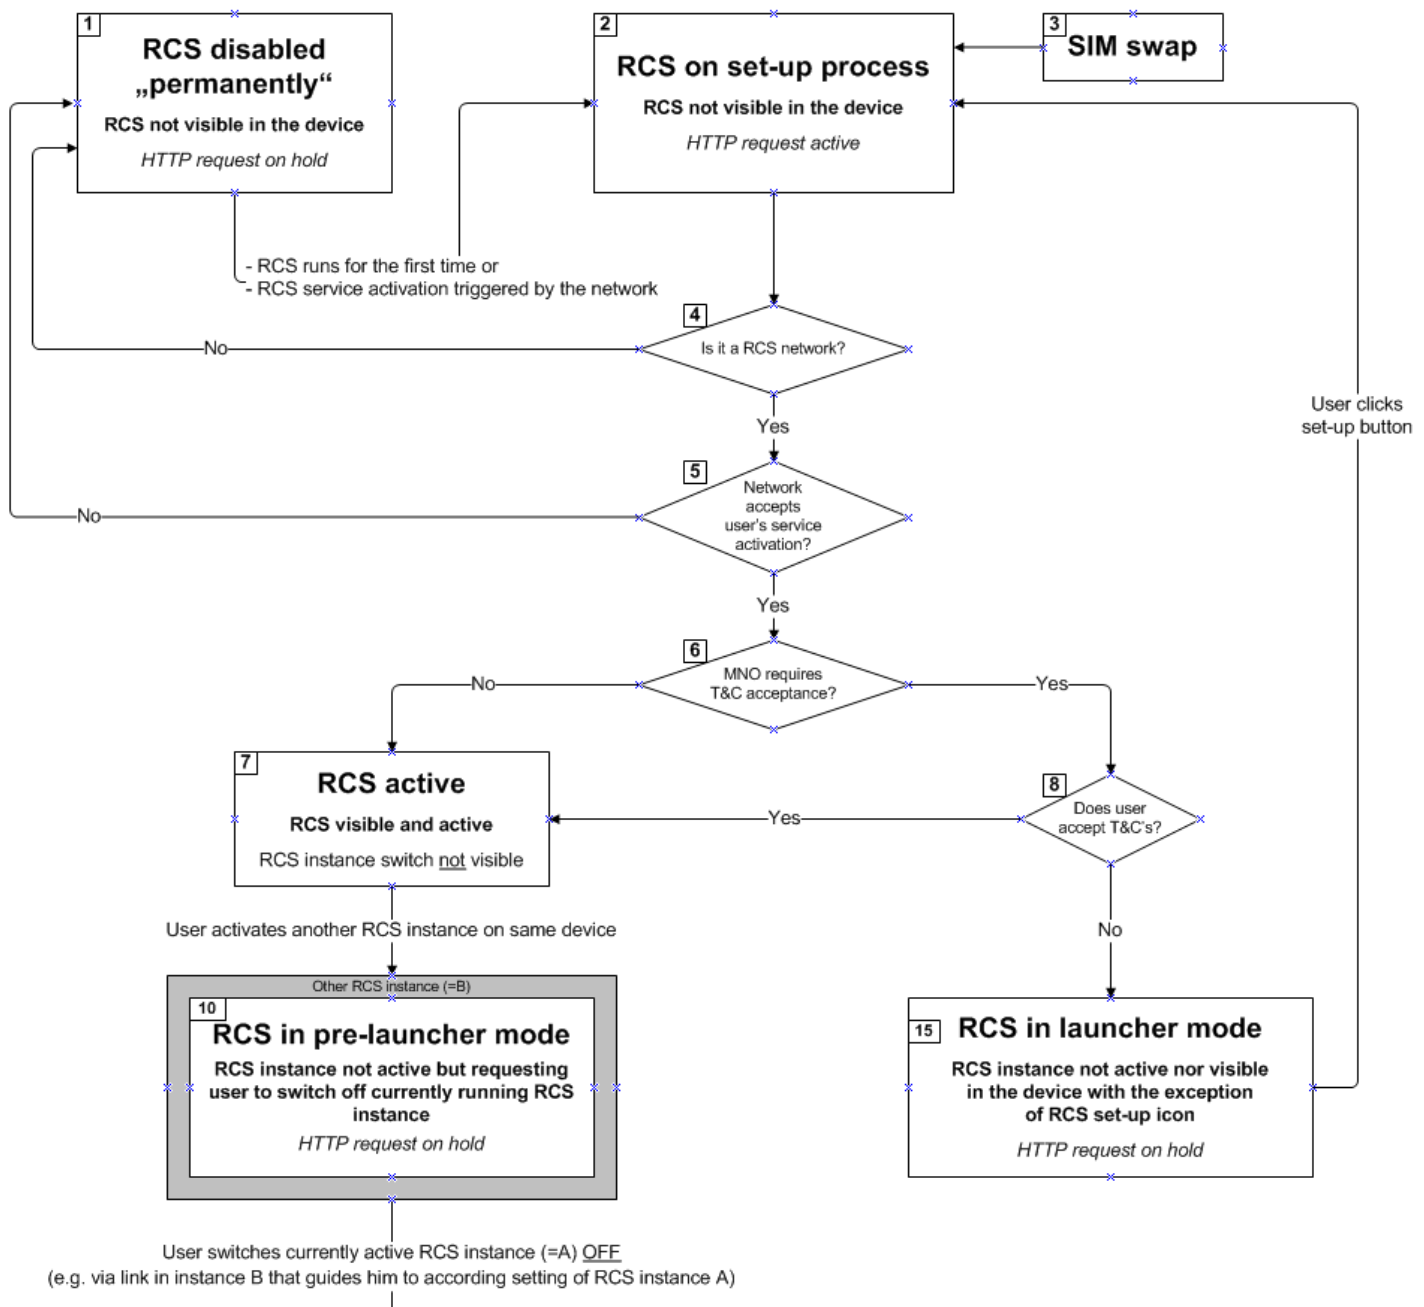 1
RCS disabled
„permanently“
RCS not visible in the device
HTTP request on hold
2
RCS on set-up process
RCS not visible in the device
HTTP request active
3
SIM swap
- RCS runs for the first time or
- RCS service activation triggered by the network
4
Is it a RCS network?
No
Yes
User clicks
set-up button
5
Network
accepts
user's service
activation?
No
Yes
6
MNO requires
T&C acceptance?
No
Yes
7
RCS active
RCS visible and active
RCS instance switch not visible
8
Does user
accept T&C's?
Yes
No
User activates another RCS instance on same device
Other RCS instance (=B)
10
RCS in pre-launcher mode
RCS instance not active but requesting
user to switch off currently running RCS
instance
HTTP request on hold
15
RCS in launcher mode
RCS instance not active nor visible
in the device with the exception
of RCS set-up icon
HTTP request on hold
User switches currently active RCS instance (=A) OFF
(e.g. via link in instance B that guides him to according setting of RCS instance A)